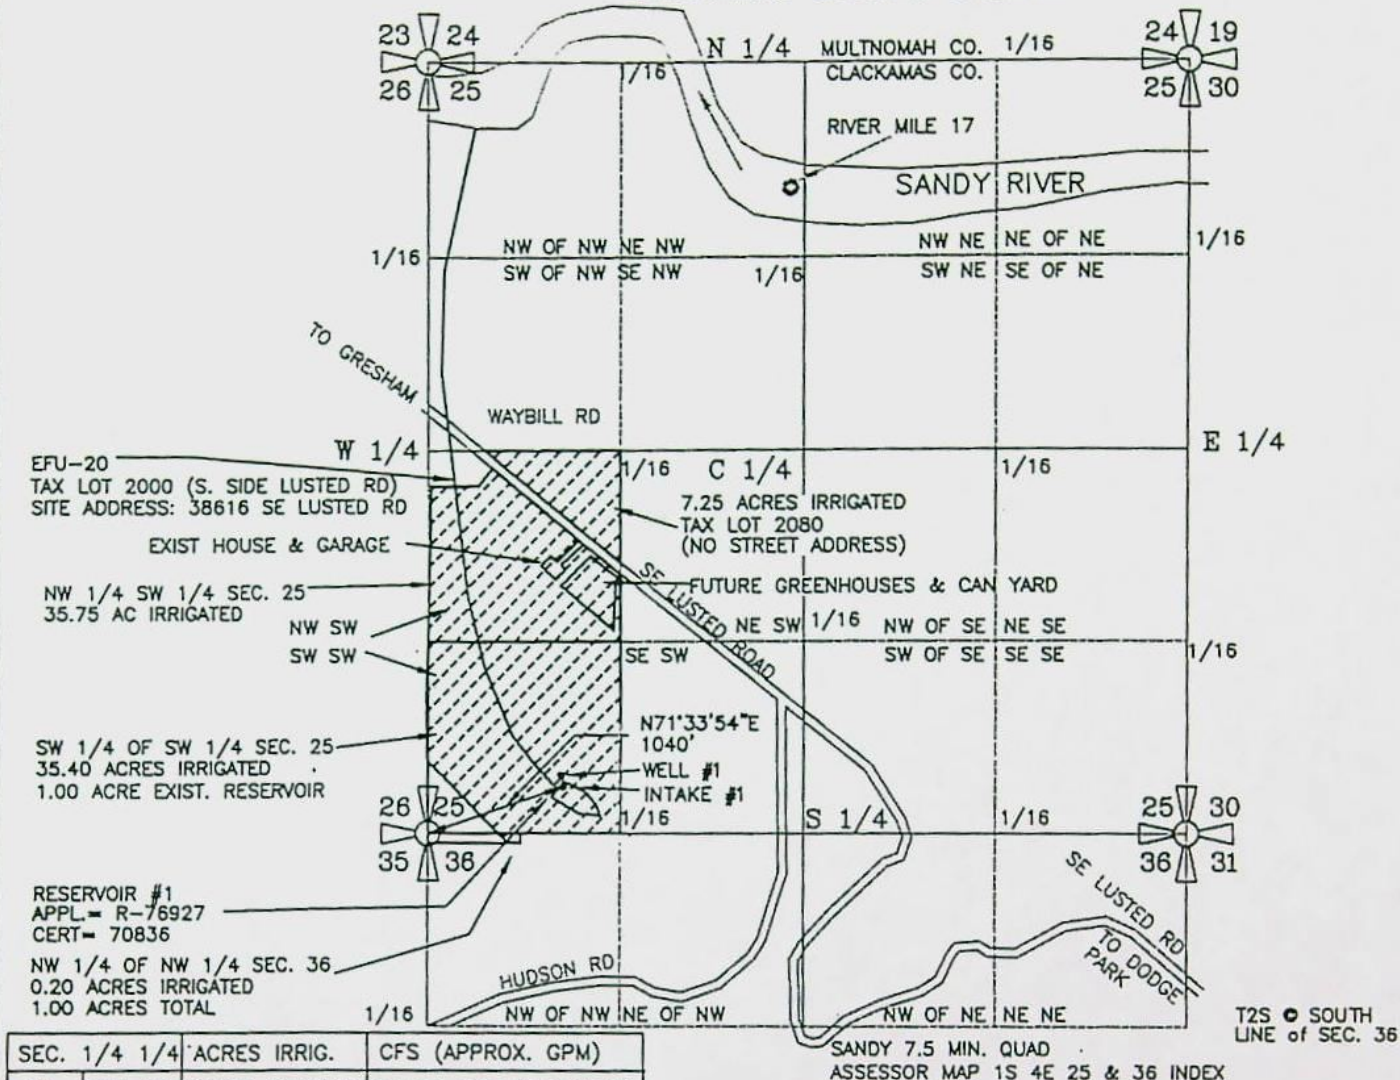 23 24
26 25
N 1/4
MULTNOMAH CO.
CLACKAMAS CO.
1/16
1/16
24 19
25 30
RIVER MILE 17
SANDY RIVER
1/16
NW OF NW NE NW
SW OF NW SE NW
1/16
NW NE NE OF NE
SW NE SE OF NE
1/16
TO GRESHAM
WAYBILL RD
W 1/4
1/16
C 1/4
1/16
E 1/4
EFU-20
TAX LOT 2000 (S. SIDE LUSTED RD)
SITE ADDRESS: 38616 SE LUSTED RD
7.25 ACRES IRRIGATED
TAX LOT 2080
(NO STREET ADDRESS)
EXIST HOUSE & GARAGE
FUTURE GREENHOUSES & CAN YARD
SE LUSTED ROAD
NW 1/4 SW 1/4 SEC. 25
35.75 AC IRRIGATED
NW SW
SW SW
NE SW
SE SW
1/16
NW OF SE NE SE
SW OF SE SE SE
1/16
SW 1/4 OF SW 1/4 SEC. 25
35.40 ACRES IRRIGATED
1.00 ACRE EXIST. RESERVOIR
N71°33'54"E
1040'
WELL #1
INTAKE #1
26 25
35 36
1/16
S 1/4
1/16
25 30
36 31
RESERVOIR #1
APPL.= R-76927
CERT= 70836
NW 1/4 OF NW 1/4 SEC. 36
0.20 ACRES IRRIGATED
1.00 ACRES TOTAL
SE LUSTED RD
TO DODGE
PARK
HUDSON RD
1/16
NW OF NW NE OF NW
NW OF NE NE NE
T2S @ SOUTH
LINE of SEC. 36
SEC. 1/4 1/4 ACRES IRRIG. CFS (APPROX. GPM)
SANDY 7.5 MIN. QUAD
ASSESSOR MAP 1S 4E 25 & 36 INDEX